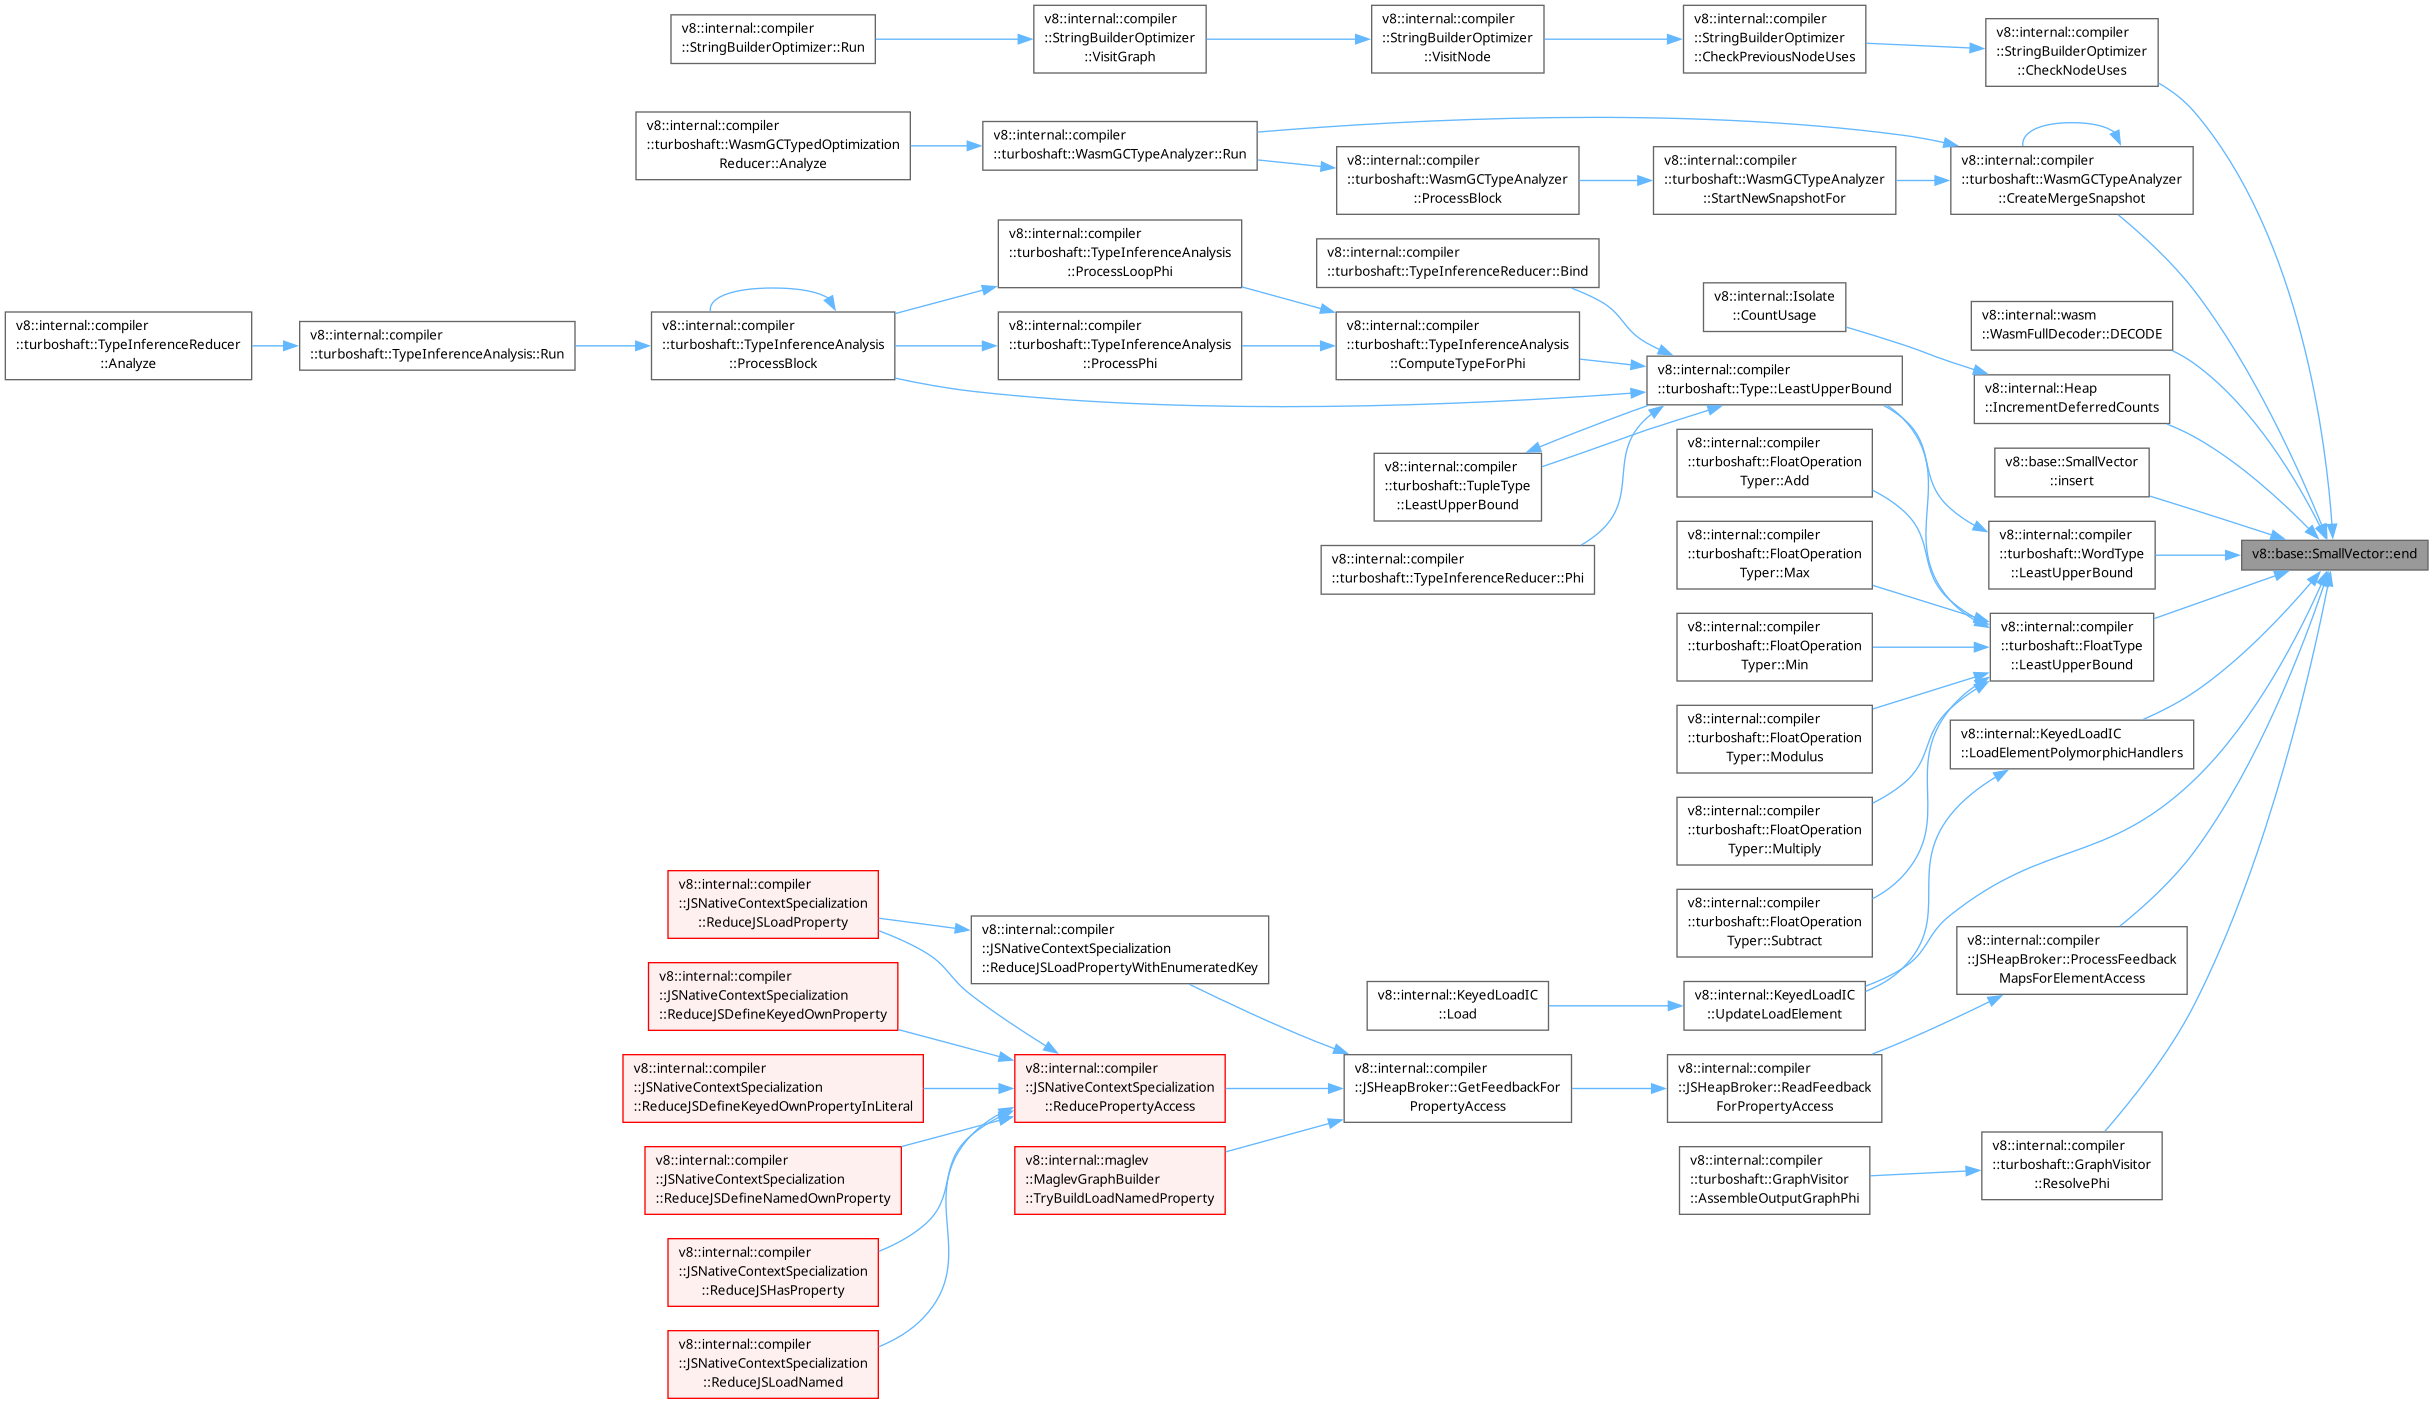 v8::internal::compiler
::StringBuilderOptimizer::Run
v8::internal::compiler
::StringBuilderOptimizer
::VisitGraph
v8::internal::compiler
::StringBuilderOptimizer
::VisitNode
v8::internal::compiler
::StringBuilderOptimizer
::CheckPreviousNodeUses
v8::internal::compiler
::StringBuilderOptimizer
::CheckNodeUses
v8::internal::compiler
::turboshaft::WasmGCTypedOptimization
Reducer::Analyze
v8::internal::compiler
::turboshaft::WasmGCTypeAnalyzer::Run
v8::internal::compiler
::turboshaft::WasmGCTypeAnalyzer
::ProcessBlock
v8::internal::compiler
::turboshaft::WasmGCTypeAnalyzer
::StartNewSnapshotFor
v8::internal::compiler
::turboshaft::WasmGCTypeAnalyzer
::CreateMergeSnapshot
v8::internal::compiler
::turboshaft::TypeInferenceAnalysis
::ProcessLoopPhi
v8::internal::compiler
::turboshaft::TypeInferenceReducer::Bind
v8::internal::Isolate
::CountUsage
v8::internal::wasm
::WasmFullDecoder::DECODE
v8::internal::compiler
::turboshaft::TypeInferenceReducer
::Analyze
v8::internal::compiler
::turboshaft::TypeInferenceAnalysis::Run
v8::internal::compiler
::turboshaft::TypeInferenceAnalysis
::ProcessBlock
v8::internal::compiler
::turboshaft::TypeInferenceAnalysis
::ProcessPhi
v8::internal::compiler
::turboshaft::TypeInferenceAnalysis
::ComputeTypeForPhi
v8::internal::compiler
::turboshaft::Type::LeastUpperBound
v8::internal::Heap
::IncrementDeferredCounts
v8::internal::compiler
::turboshaft::TupleType
::LeastUpperBound
v8::internal::compiler
::turboshaft::FloatOperation
Typer::Add
v8::base::SmallVector
::insert
v8::internal::compiler
::turboshaft::TypeInferenceReducer::Phi
v8::internal::compiler
::turboshaft::FloatOperation
Typer::Max
v8::internal::compiler
::turboshaft::WordType
::LeastUpperBound
v8::base::SmallVector::end
v8::internal::compiler
::turboshaft::FloatOperation
Typer::Min
v8::internal::compiler
::turboshaft::FloatType
::LeastUpperBound
v8::internal::compiler
::turboshaft::FloatOperation
Typer::Modulus
v8::internal::KeyedLoadIC
::LoadElementPolymorphicHandlers
v8::internal::compiler
::turboshaft::FloatOperation
Typer::Multiply
v8::internal::compiler
::turboshaft::FloatOperation
Typer::Subtract
v8::internal::compiler
::JSNativeContextSpecialization
::ReduceJSLoadProperty
v8::internal::compiler
::JSNativeContextSpecialization
::ReduceJSLoadPropertyWithEnumeratedKey
v8::internal::compiler
::JSHeapBroker::ProcessFeedback
MapsForElementAccess
v8::internal::compiler
::JSNativeContextSpecialization
::ReduceJSDefineKeyedOwnProperty
v8::internal::KeyedLoadIC
::Load
v8::internal::KeyedLoadIC
::UpdateLoadElement
v8::internal::compiler
::JSNativeContextSpecialization
::ReduceJSDefineKeyedOwnPropertyInLiteral
v8::internal::compiler
::JSNativeContextSpecialization
::ReducePropertyAccess
v8::internal::compiler
::JSHeapBroker::GetFeedbackFor
PropertyAccess
v8::internal::compiler
::JSHeapBroker::ReadFeedback
ForPropertyAccess
v8::internal::compiler
::JSNativeContextSpecialization
::ReduceJSDefineNamedOwnProperty
v8::internal::maglev
::MaglevGraphBuilder
::TryBuildLoadNamedProperty
v8::internal::compiler
::turboshaft::GraphVisitor
::AssembleOutputGraphPhi
v8::internal::compiler
::turboshaft::GraphVisitor
::ResolvePhi
v8::internal::compiler
::JSNativeContextSpecialization
::ReduceJSHasProperty
v8::internal::compiler
::JSNativeContextSpecialization
::ReduceJSLoadNamed